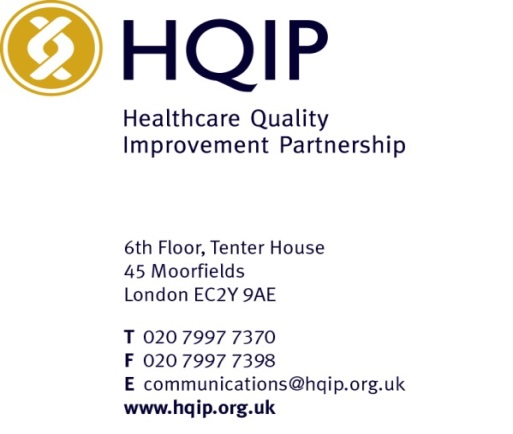 HQIP
Healthcare Quality
Improvement Partnership
6th Floor, Tenter House
45 Moorfields
London EC2Y 9AE
T 020 7997 7370
F 020 7997 7398
E communications@hqip.org.uk
www.hqip.org.uk